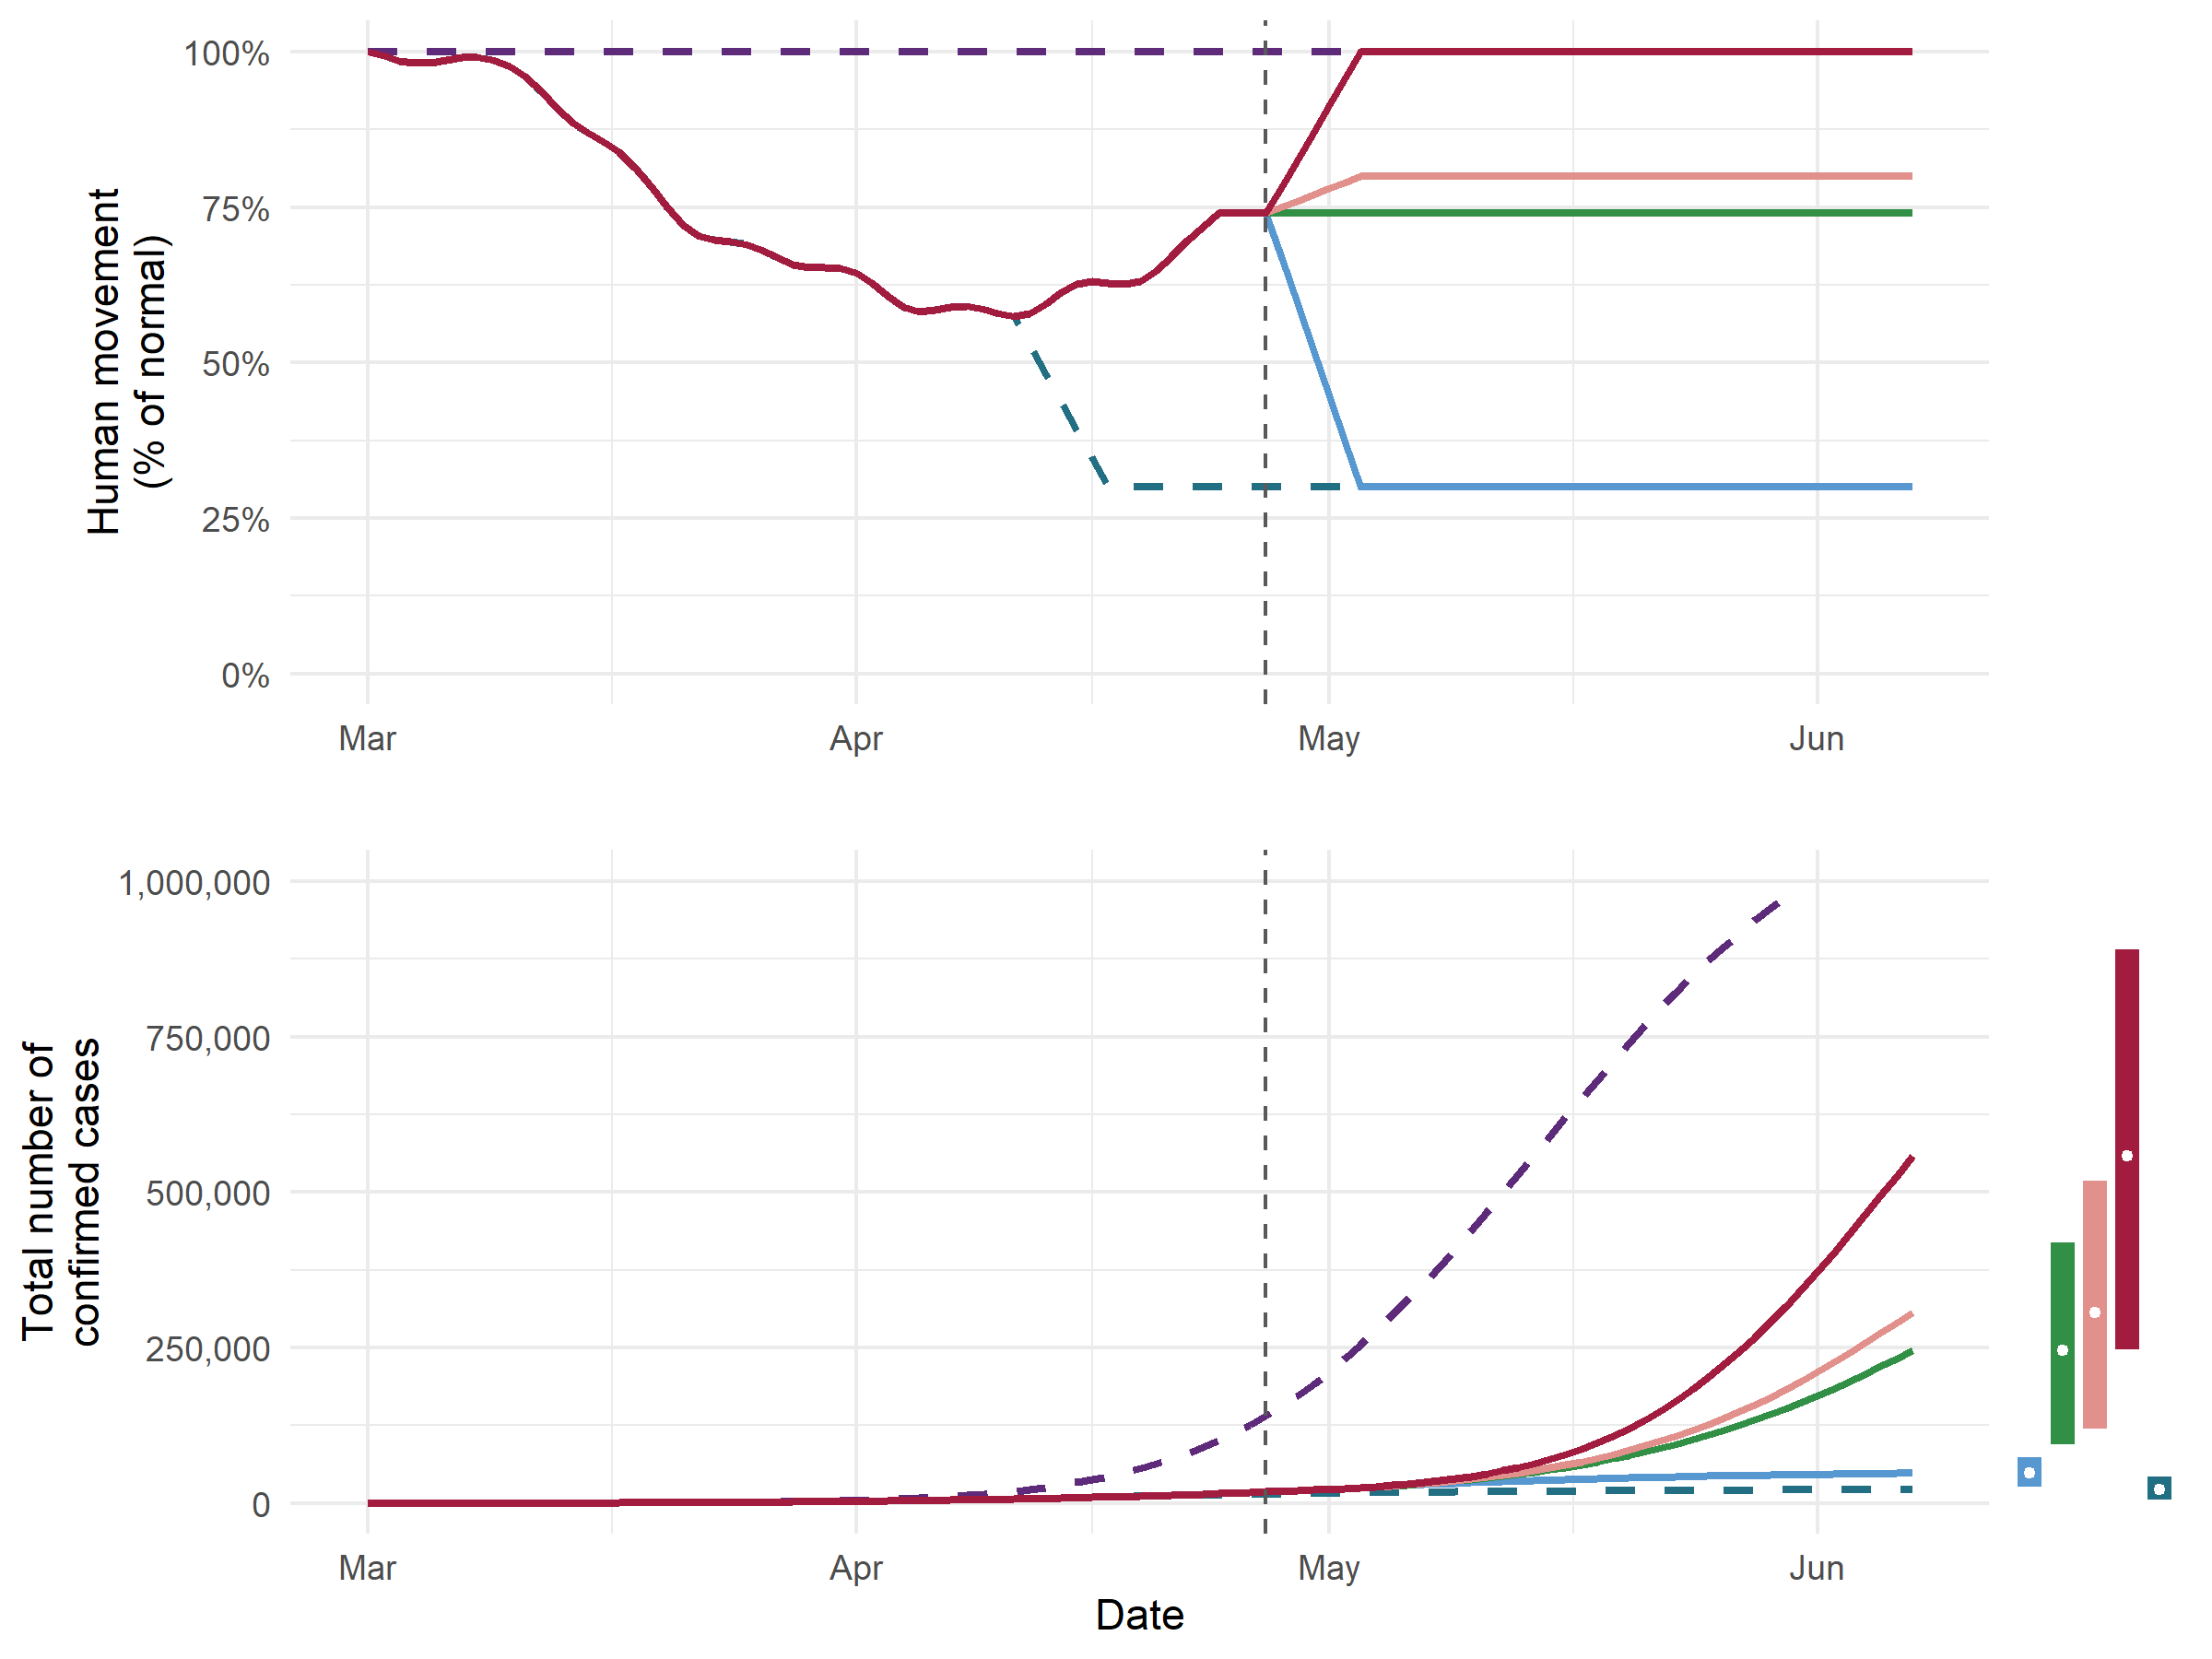 Human movement
(% of normal)
100%
75%
50%
25%
0%
Mar
Apr
May
Jun
Total number of
confirmed cases
1,000,000
750,000
500,000
250,000
0
Mar
Apr
May
Jun
Date